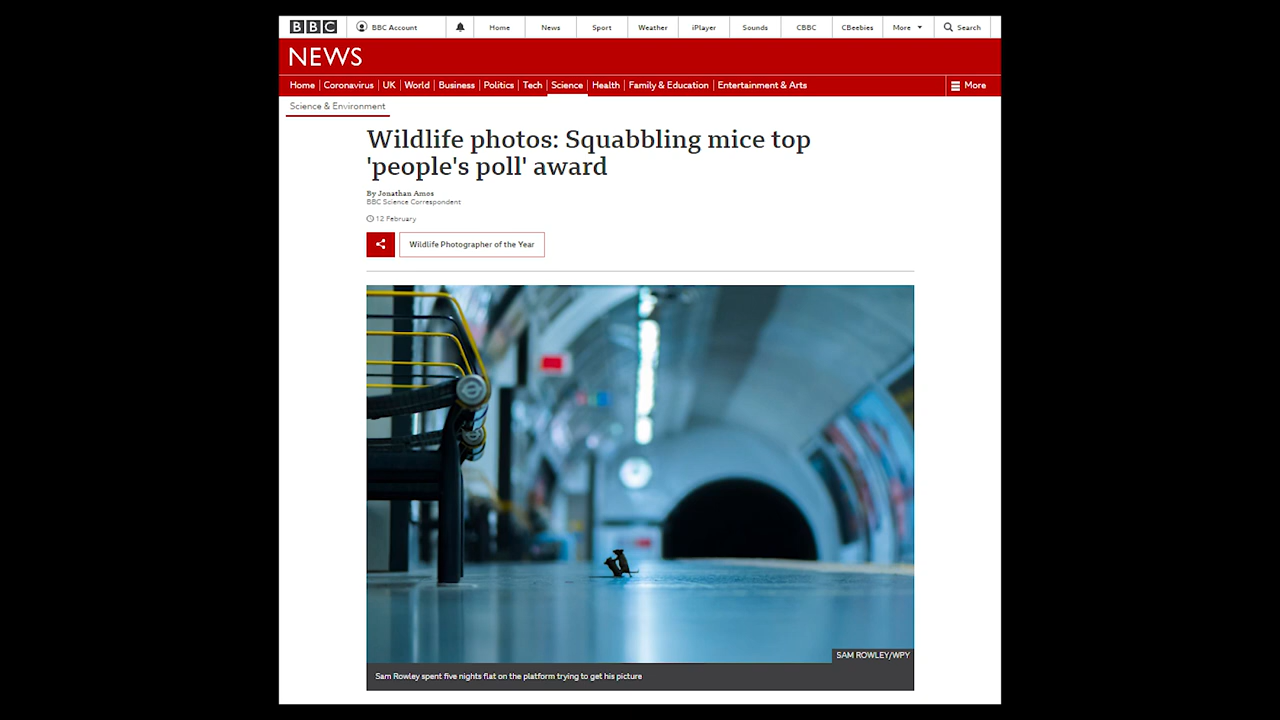 BBC BBC Account Home News Sport Weather iPlayer Sounds CBBC CBeebies More Search
NEWS
Home Coronavirus UK World Business Politics Tech Science Health Family & Education Entertainment & Arts More
Science & Environment
Wildlife photos: Squabbling mice top
'people's poll' award
By Jonathan Amos
BBC Science Correspondent
12 February
Wildlife Photographer of the Year
SAM ROWLEY/WPY
Sam Rowley spent five nights flat on the platform trying to get his picture